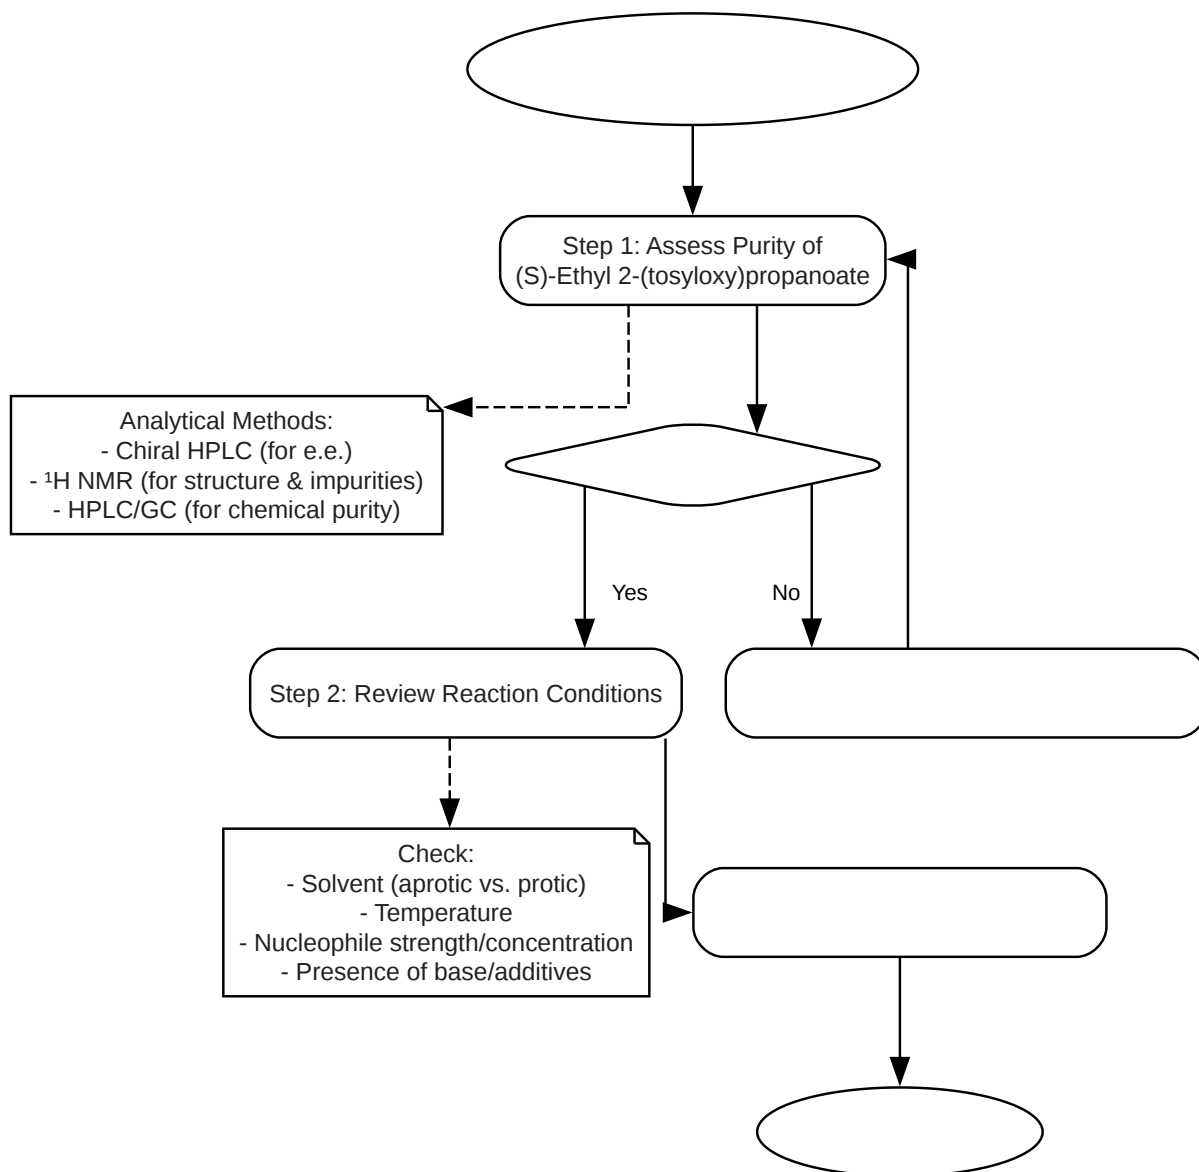 Step 1: Assess Purity of
(S)-Ethyl 2-(tosyloxy)propanoate
Analytical Methods:
- Chiral HPLC (for e.e.)
- ¹H NMR (for structure & impurities)
- HPLC/GC (for chemical purity)
Yes
No
Step 2: Review Reaction Conditions
Check:
- Solvent (aprotic vs. protic)
- Temperature
- Nucleophile strength/concentration
- Presence of base/additives